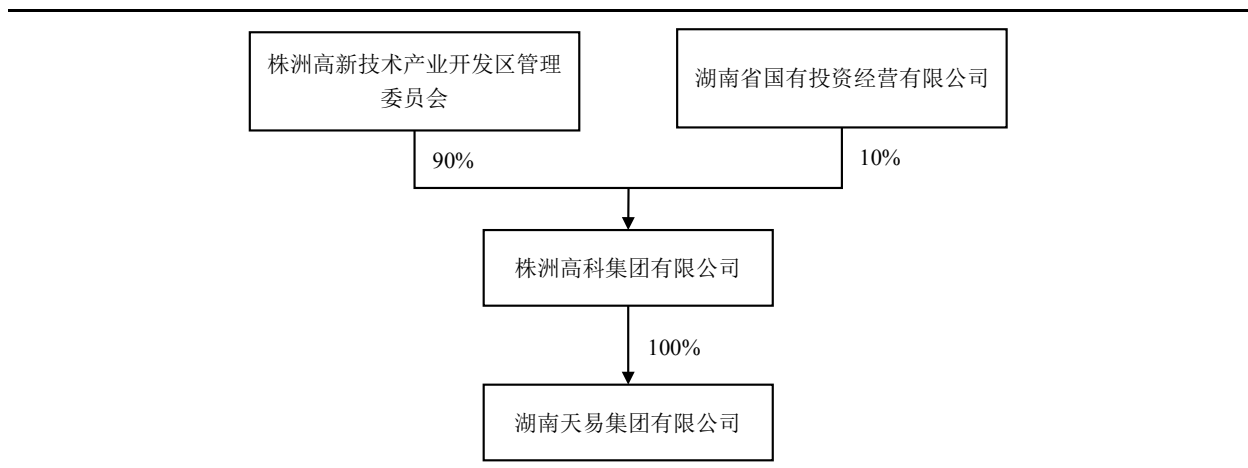 株洲高新技术产业开发区管理
委员会
湖南省国有投资经营有限公司
90%
10%
株洲高科集团有限公司
100%
湖南天易集团有限公司